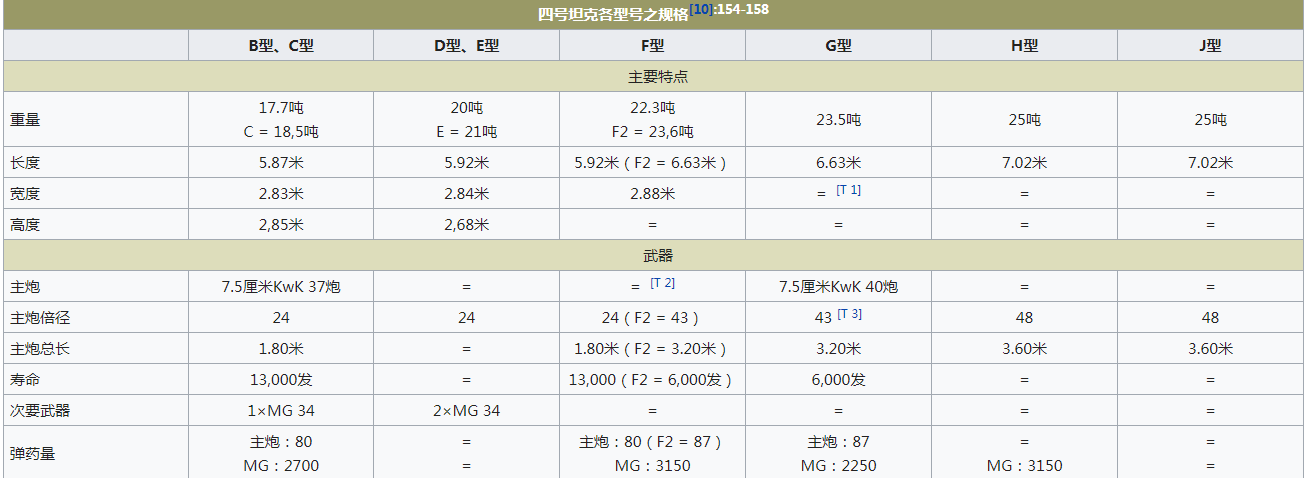 四号坦克各型号之规格[10]:154-158
B型、C型 D型、E型 F型 G型 H型 J型
主要特点
重量 17.7吨 C = 18,5吨 20吨 E = 21吨 22.3吨 F2 = 23,6吨 23.5吨 25吨 25吨
长度 5.87米 5.92米 5.92米(F2 = 6.63米) 6.63米 7.02米 7.02米
宽度 2.83米 2.84米 2.88米 = [T 1] = =
高度 2,85米 2,68米 = = = =
武器
主炮 7.5厘米KwK 37炮 = = [T 2] 7.5厘米KwK 40炮 = =
主炮倍径 24 24 24(F2 = 43) 43 [T 3] 48 48
主炮总长 1.80米 = 1.80米(F2 = 3.20米) 3.20米 3.60米 3.60米
寿命 13,000发 = 13,000(F2 = 6,000发) 6,000发 = =
次要武器 1×MG 34 2×MG 34 = = = =
弹药量 主炮:80 MG:2700 = = 主炮:80(F2 = 87) MG:3150 主炮:87 MG:2250 = MG:3150 = =